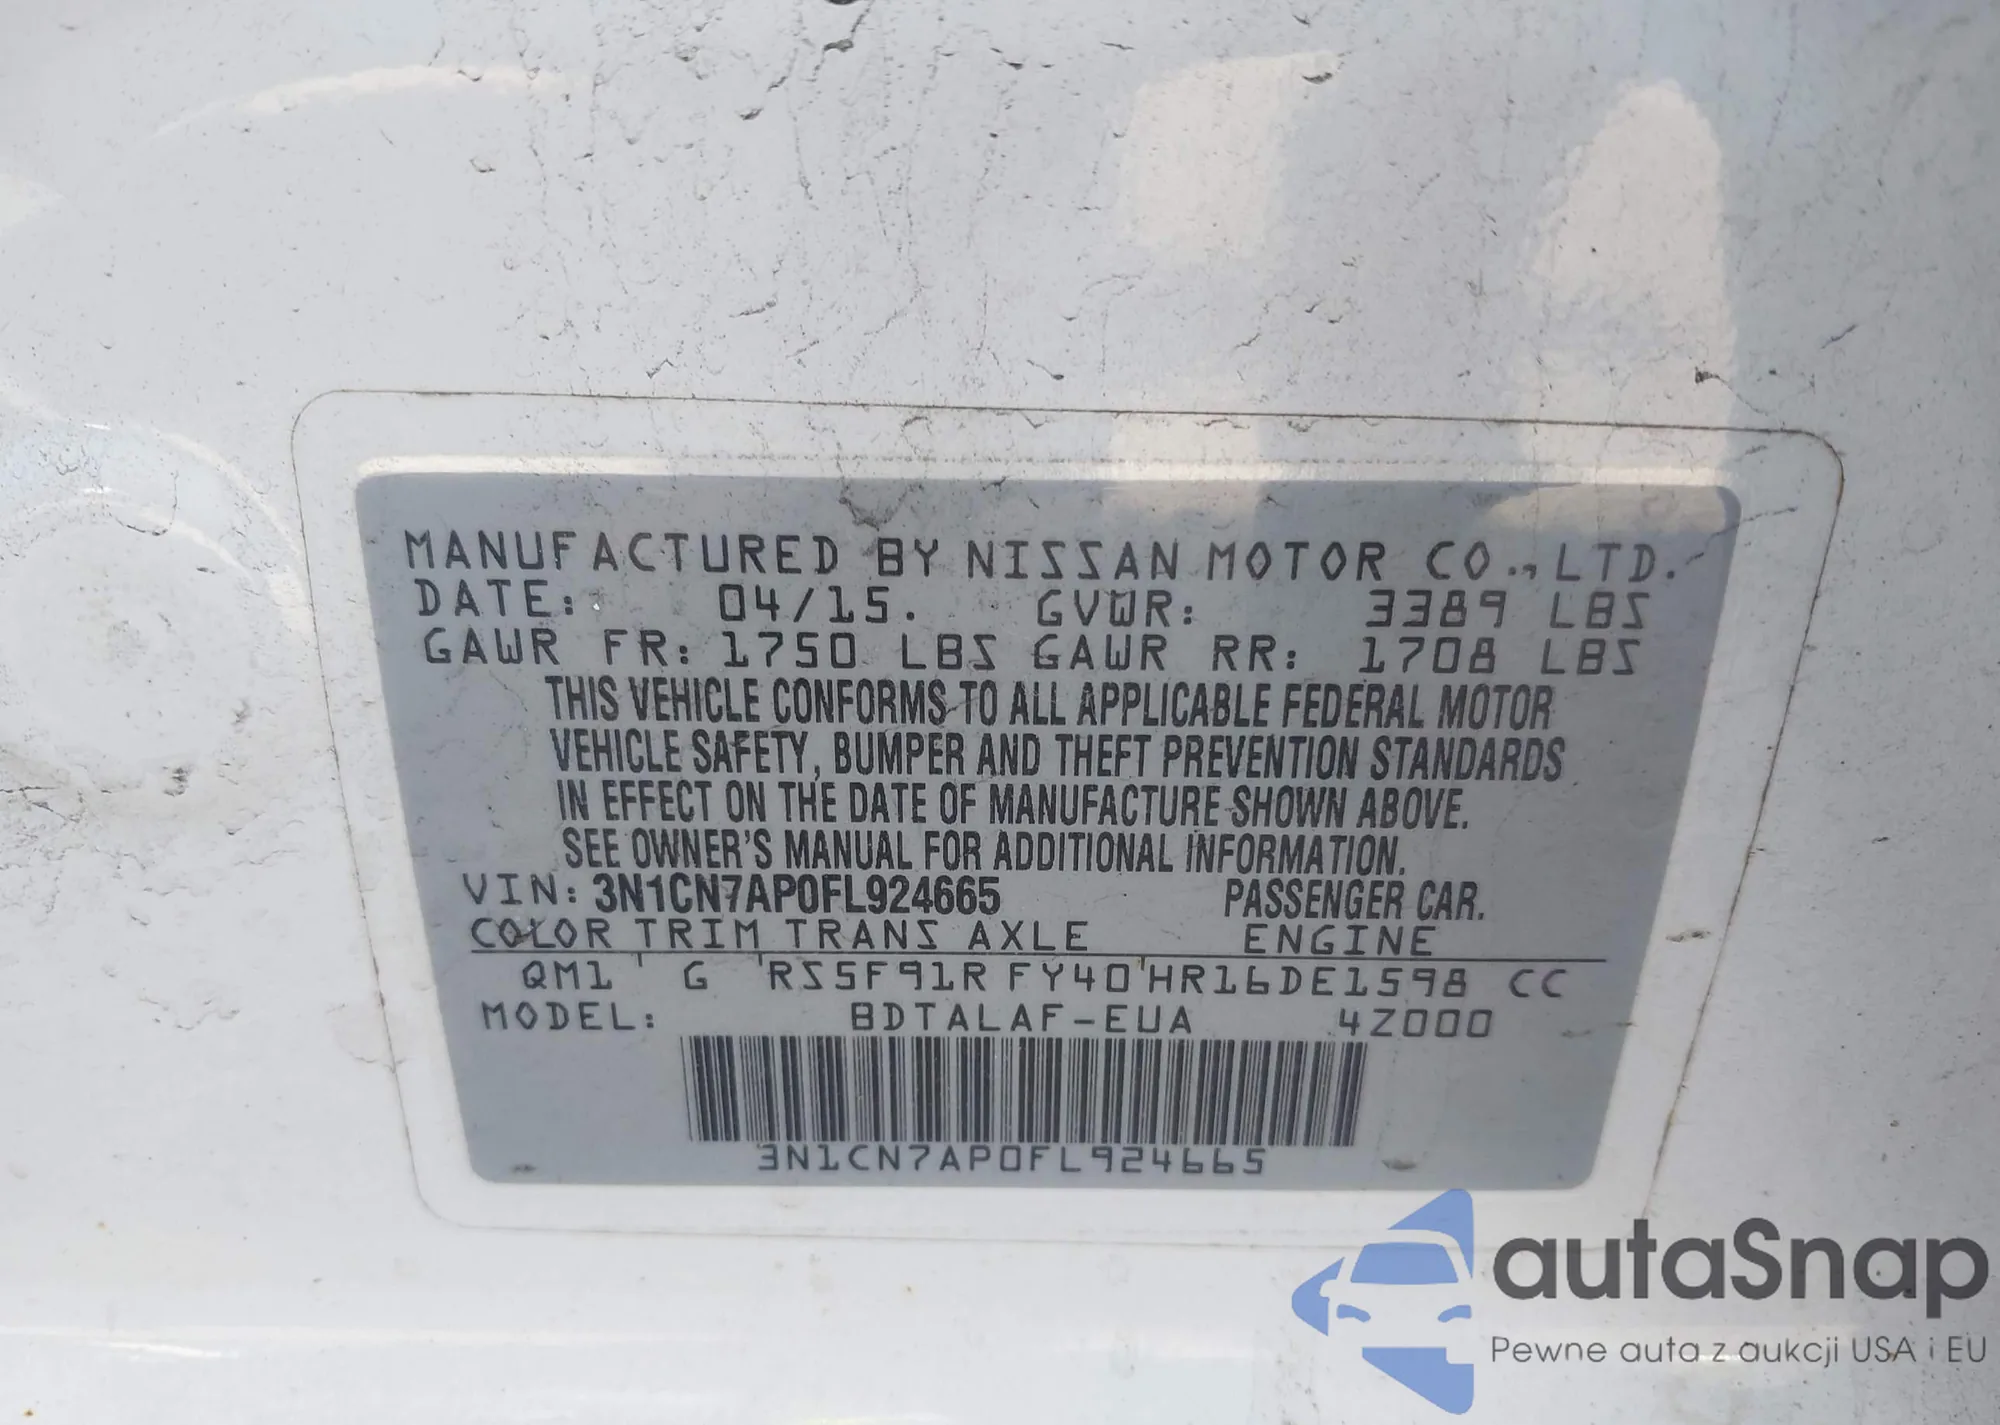 MANUFACTURED BY NISSAN MOTOR CO., LTD.
DATE: 04/15. GVWR: 3389 LBS
GAWR FR: 1750 LBS GAWR RR: 1708 LBS
THIS VEHICLE CONFORMS TO ALL APPLICABLE FEDERAL MOTOR
VEHICLE SAFETY, BUMPER AND THEFT PREVENTION STANDARDS
IN EFFECT ON THE DATE OF MANUFACTURE SHOWN ABOVE.
SEE OWNER'S MANUAL FOR ADDITIONAL INFORMATION.
VIN: 3N1CN7AP0FL924665 PASSENGER CAR.
COLOR TRIM TRANS AXLE ENGINE
QM1 G RS5F91R FY40 HR16DE1598 CC
MODEL: BDTALAF-EUA 4Z000
3N1CN7AP0FL924665
autaSnap
Pewne auta z aukcji USA i EU